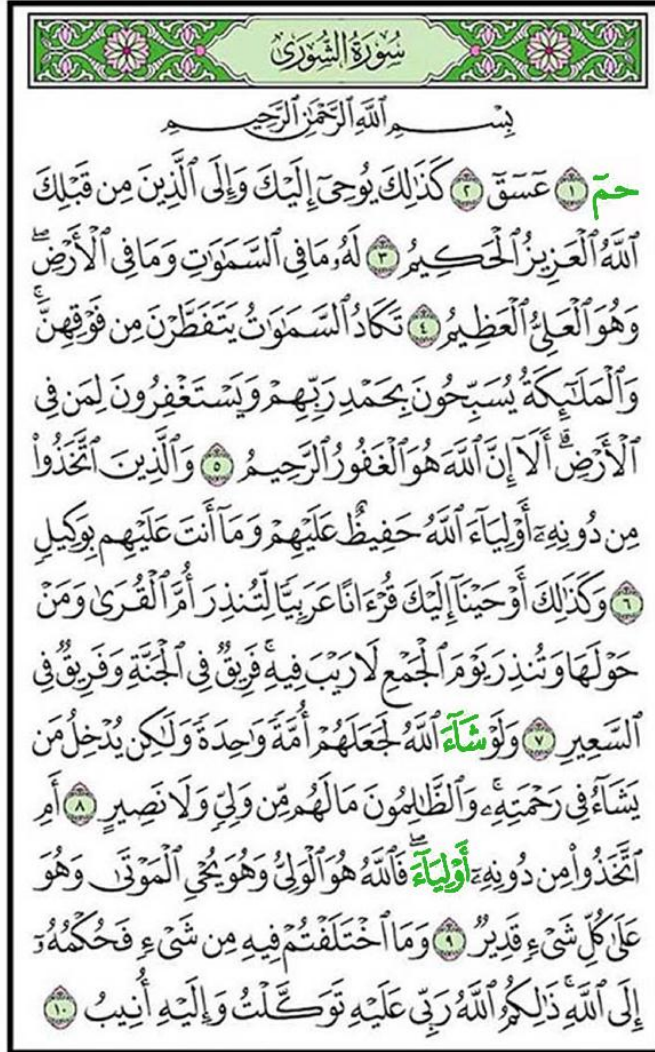 سُورَةُ الشُّورَىٰ
بِسْمِ ٱللَّهِ ٱلرَّحْمَٰنِ ٱلرَّحِيمِ
حمٓ ١ عٓسٓقٓ ٢ كَذَٰلِكَ يُوحِىٓ إِلَيْكَ وَإِلَى ٱلَّذِينَ مِن قَبْلِكَ
ٱللَّهُ ٱلْعَزِيزُ ٱلْحَكِيمُ ٣ لَهُۥ مَا فِى ٱلسَّمَٰوَٰتِ وَمَا فِى ٱلْأَرْضِ ۖ
وَهُوَ ٱلْعَلِىُّ ٱلْعَظِيمُ ٤ تَكَادُ ٱلسَّمَٰوَٰتُ يَتَفَطَّرْنَ مِن فَوْقِهِنَّ ۚ
وَٱلْمَلَٰٓئِكَةُ يُسَبِّحُونَ بِحَمْدِ رَبِّهِمْ وَيَسْتَغْفِرُونَ لِمَن فِى
ٱلْأَرْضِ ۗ أَلَآ إِنَّ ٱللَّهَ هُوَ ٱلْغَفُورُ ٱلرَّحِيمُ ٥ وَٱلَّذِينَ ٱتَّخَذُوا۟
مِن دُونِهِۦٓ أَوْلِيَآءَ ٱللَّهُ حَفِيظٌ عَلَيْهِمْ وَمَآ أَنتَ عَلَيْهِم بِوَكِيلٍ
٦ وَكَذَٰلِكَ أَوْحَيْنَآ إِلَيْكَ قُرْءَانًا عَرَبِيًّا لِّتُنذِرَ أُمَّ ٱلْقُرَىٰ وَمَنْ
حَوْلَهَا وَتُنذِرَ يَوْمَ ٱلْجَمْعِ لَا رَيْبَ فِيهِ ۚ فَرِيقٌ فِى ٱلْجَنَّةِ وَفَرِيقٌ فِى
ٱلسَّعِيرِ ٧ وَلَوْ شَآءَ ٱللَّهُ لَجَعَلَهُمْ أُمَّةً وَٰحِدَةً وَلَٰكِن يُدْخِلُ مَن
يَشَآءُ فِى رَحْمَتِهِۦ ۚ وَٱلظَّٰلِمُونَ مَا لَهُم مِّن وَلِىٍّ وَلَا نَصِيرٍ ٨ أَمِ
ٱتَّخَذُوا۟ مِن دُونِهِۦٓ أَوْلِيَآءَ ۖ فَٱللَّهُ هُوَ ٱلْوَلِىُّ وَهُوَ يُحْىِ ٱلْمَوْتَىٰ وَهُوَ
عَلَىٰ كُلِّ شَىْءٍ قَدِيرٌ ٩ وَمَا ٱخْتَلَفْتُمْ فِيهِ مِن شَىْءٍ فَحُكْمُهُۥٓ
إِلَى ٱللَّهِ ۚ ذَٰلِكُمُ ٱللَّهُ رَبِّى عَلَيْهِ تَوَكَّلْتُ وَإِلَيْهِ أُنِيبُ ١٠